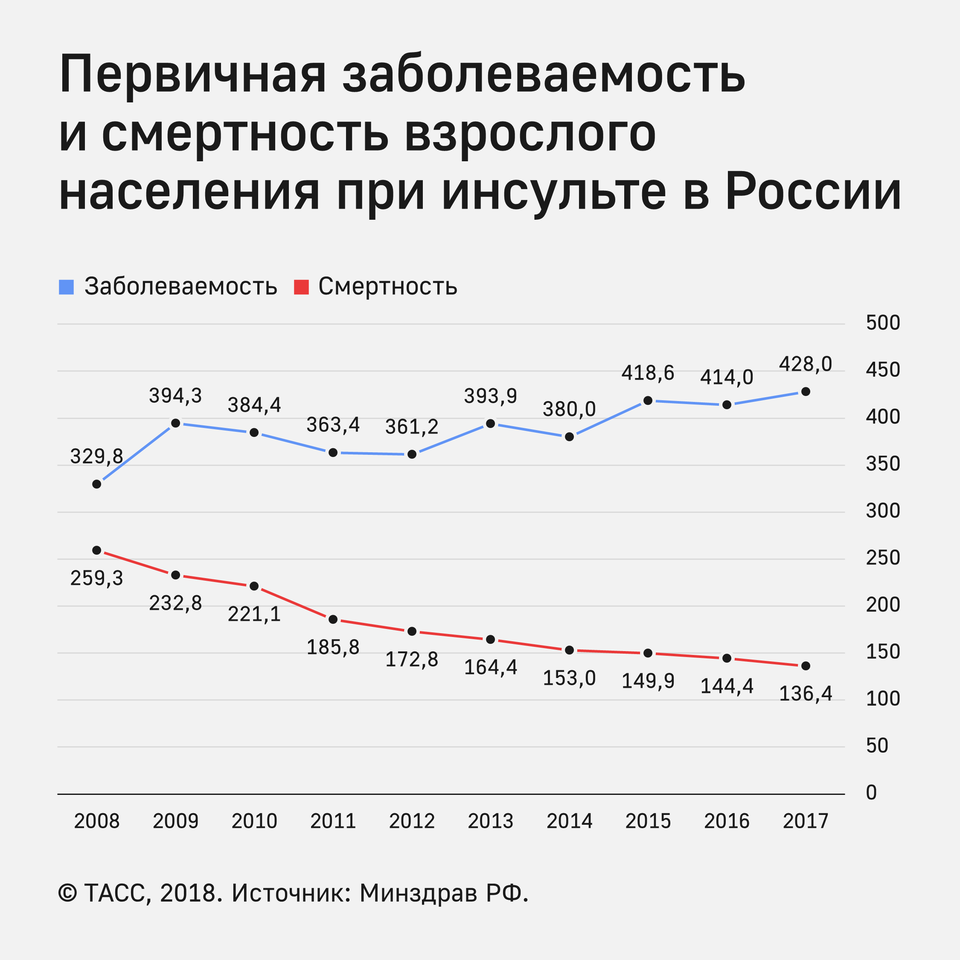 Первичная заболеваемость
и смертность взрослого
населения при инсульте в России
Заболеваемость Смертность
500
450
400
350
300
250
200
150
100
50
0
329,8 394,3 384,4 363,4 361,2 393,9 380,0 418,6 414,0 428,0
259,3 232,8 221,1 185,8 172,8 164,4 153,0 149,9 144,4 136,4
2008 2009 2010 2011 2012 2013 2014 2015 2016 2017
© ТАСС, 2018. Источник: Минздрав РФ.